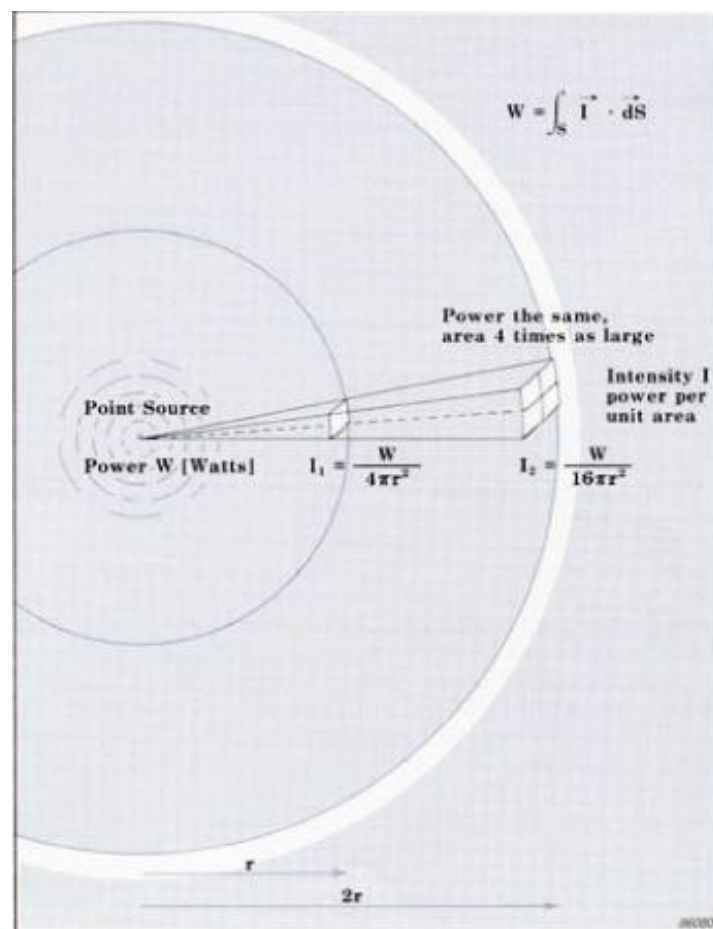 W = ∫_S I⃗ · dS⃗
Power the same,
area 4 times as large
Intensity I
power per
unit area
Point Source
Power W [Watts]
I₁ = W / 4πr²
I₂ = W / 16πr²
r
2r